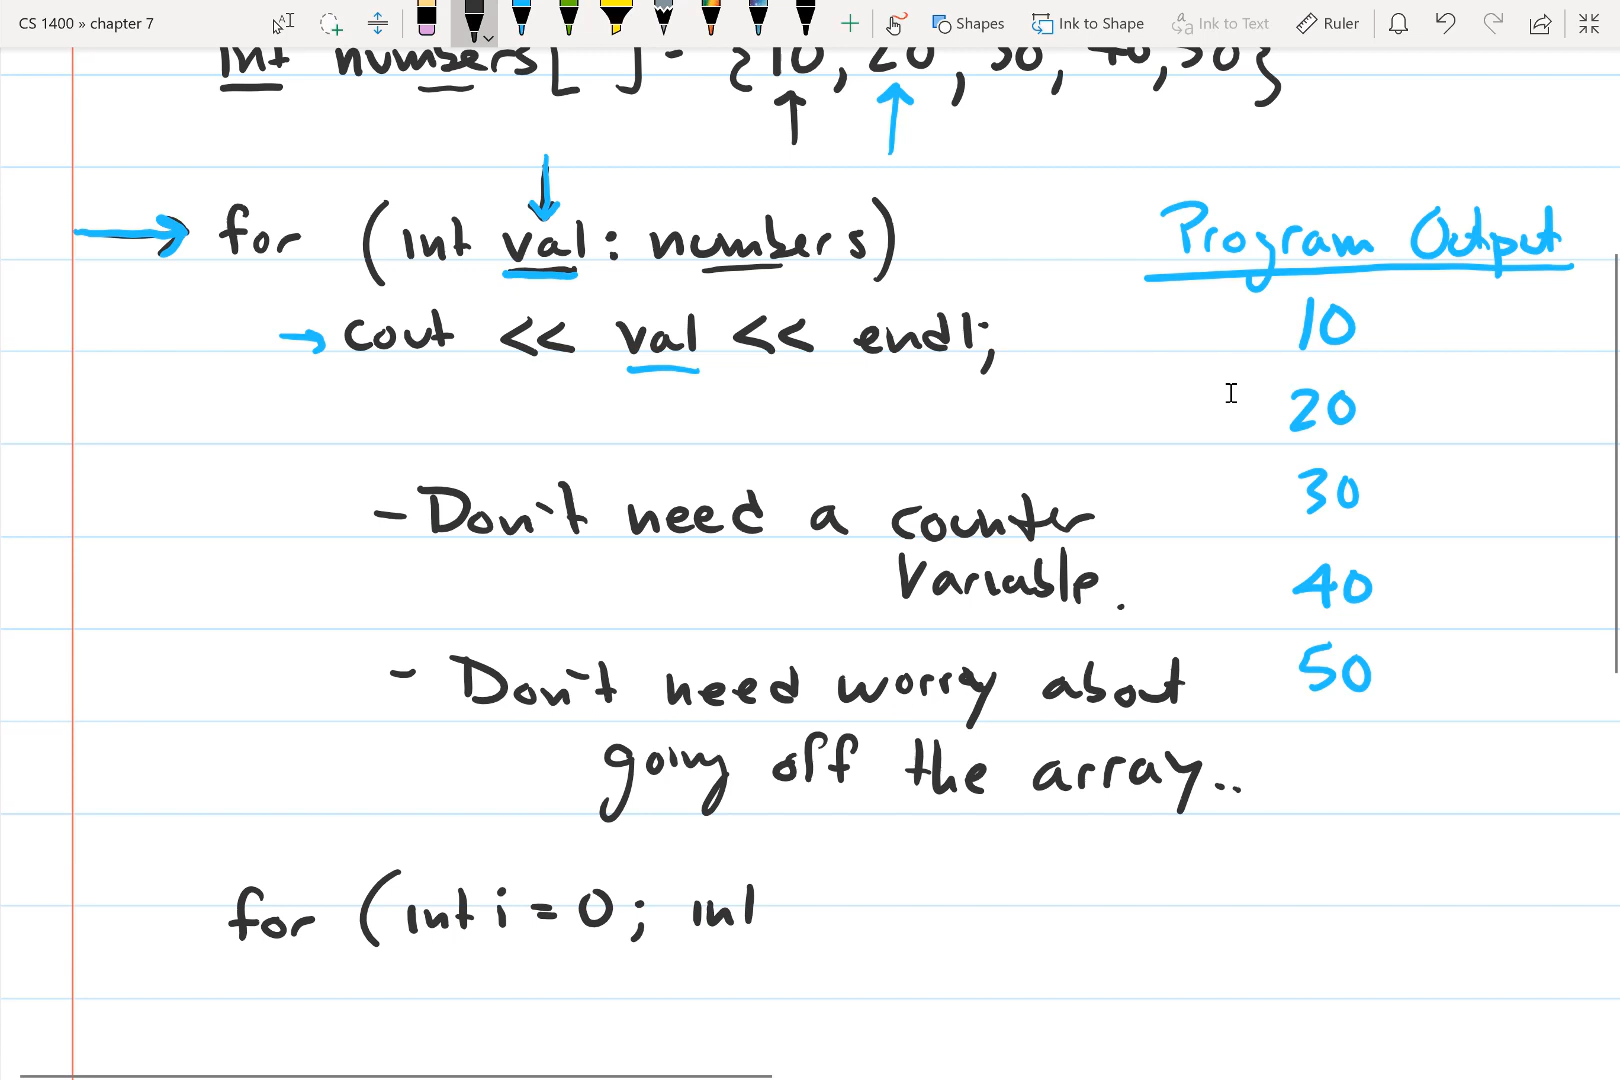 CS 1400 » chapter 7
Shapes
Ink to Shape
Ink to Text
Ruler
int numbers[ ] = {10, 20, 30, 40, 50}
for (int val: numbers)
cout << val << endl;
Program Output
10
20
30
40
50
- Don't need a counter
variable.
- Don't need worry about
going off the array..
for (int i = 0; int